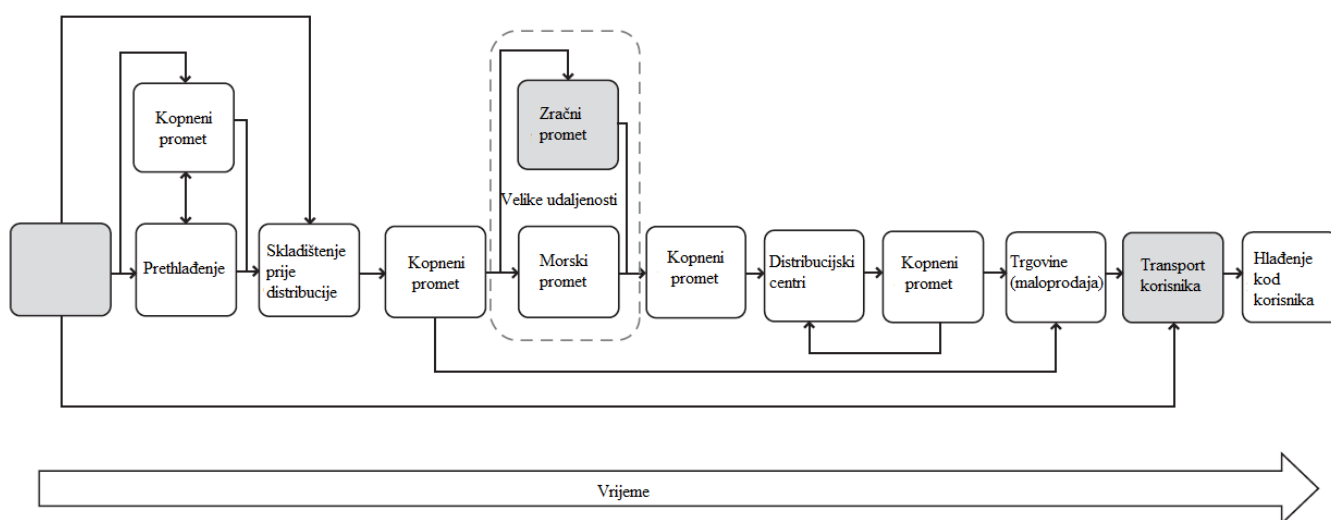 Kopneni
promet
Zračni
promet
Velike udaljenosti
Prethlađenje
Skladištenje
prije
distribucije
Kopneni
promet
Morski
promet
Kopneni
promet
Distribucijski
centri
Kopneni
promet
Trgovine
(maloprodaja)
Transport
korisnika
Hlađenje
kod
korisnika
Vrijeme